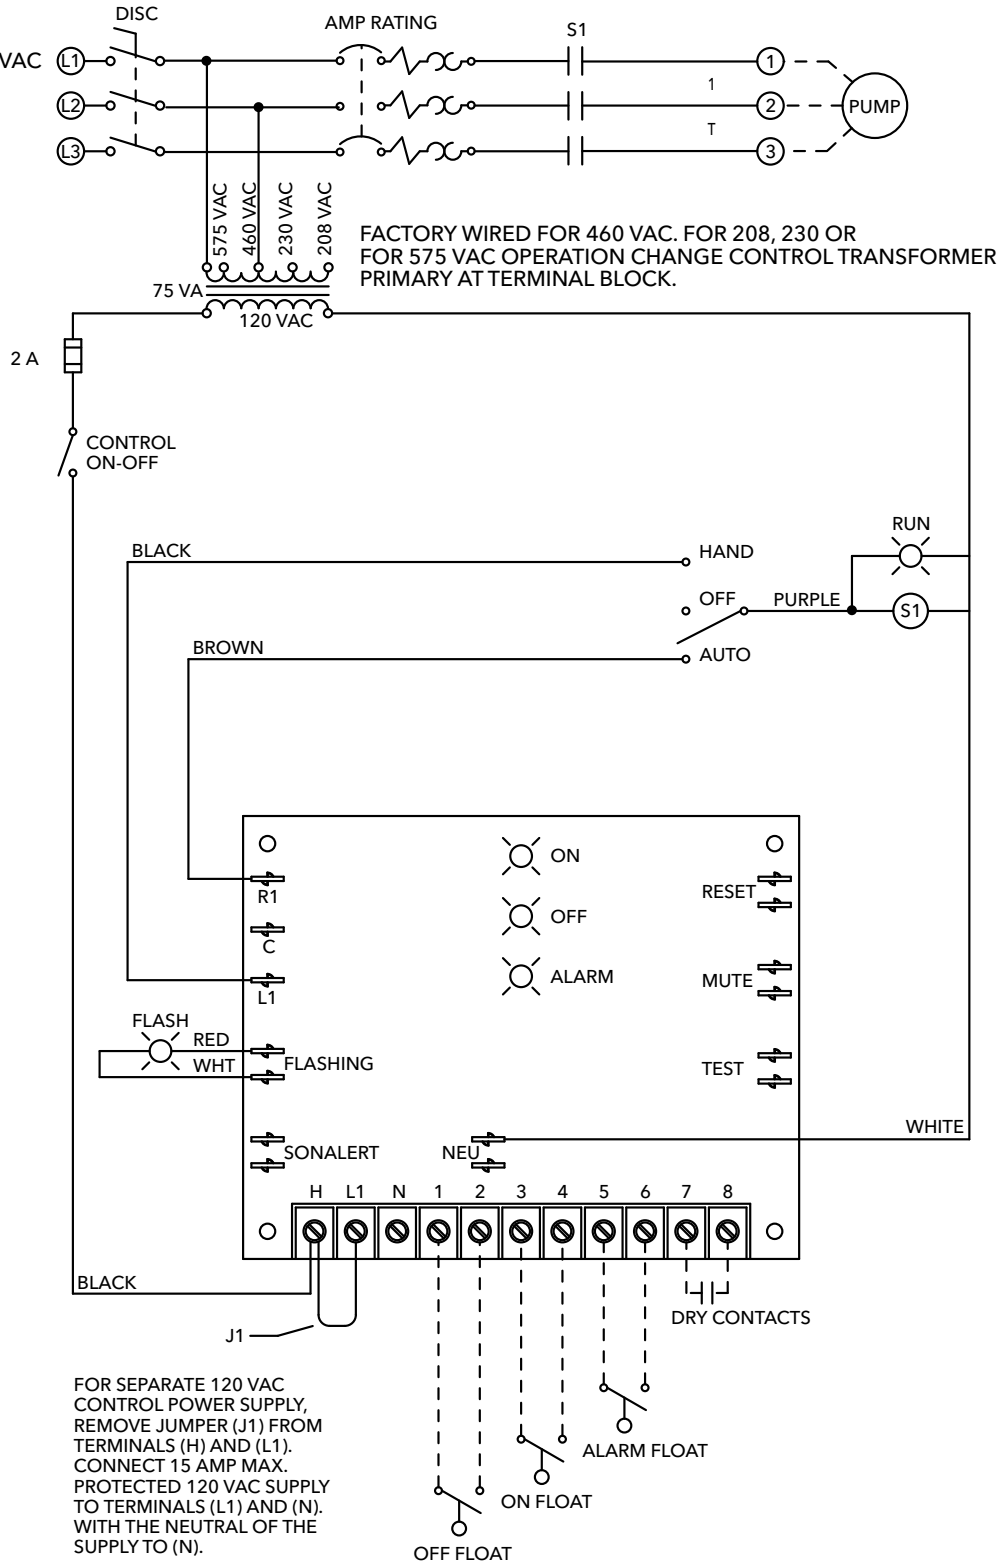 DISC
AMP RATING
S1
VAC
L1
1
L2
1
2
PUMP
L3
T
3
575 VAC
460 VAC
230 VAC
208 VAC
FACTORY WIRED FOR 460 VAC. FOR 208, 230 OR
FOR 575 VAC OPERATION CHANGE CONTROL TRANSFORMER
PRIMARY AT TERMINAL BLOCK.
75 VA
120 VAC
2 A
CONTROL
ON-OFF
RUN
BLACK
HAND
OFF
PURPLE
S1
BROWN
AUTO
ON
RESET
R1
OFF
C
ALARM
MUTE
L1
FLASH
RED
WHT
FLASHING
TEST
WHITE
SONALERT
NEU
H
L1
N
1
2
3
4
5
6
7
8
BLACK
DRY CONTACTS
J1
FOR SEPARATE 120 VAC
CONTROL POWER SUPPLY,
REMOVE JUMPER (J1) FROM
TERMINALS (H) AND (L1).
CONNECT 15 AMP MAX.
PROTECTED 120 VAC SUPPLY
TO TERMINALS (L1) AND (N).
WITH THE NEUTRAL OF THE
SUPPLY TO (N).
ALARM FLOAT
ON FLOAT
OFF FLOAT